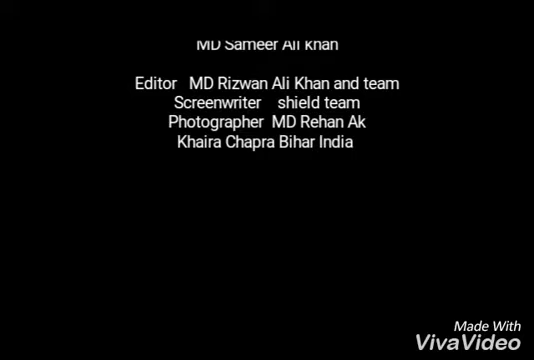 MD Sameer Ali khan
Editor MD Rizwan Ali Khan and team
Screenwriter shield team
Photographer MD Rehan Ak
Khaira Chapra Bihar India
Made With
VivaVideo